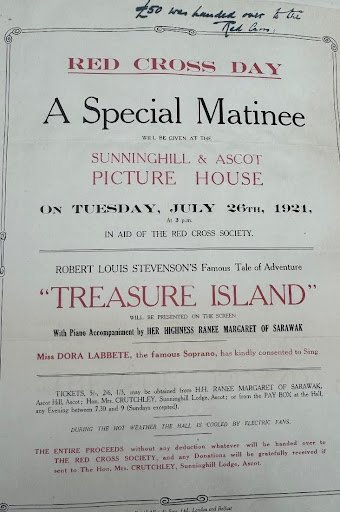 £50 was handed over to the
Red Cross.
RED CROSS DAY
A Special Matinee
WILL BE GIVEN AT THE
SUNNINGHILL & ASCOT
PICTURE HOUSE
ON TUESDAY, JULY 26TH, 1921,
At 3 p.m.
IN AID OF THE RED CROSS SOCIETY.
ROBERT LOUIS STEVENSON'S Famous Tale of Adventure
"TREASURE ISLAND"
WILL BE PRESENTED ON THE SCREEN
With Piano Accompaniment by HER HIGHNESS RANEE MARGARET OF SARAWAK
Miss DORA LABBETE, the famous Soprano, has kindly consented to Sing
TICKETS, 5/-, 2/6, 1/3, may be obtained from H.H. RANEE MARGARET OF SARAWAK,
Ascot Hill, Ascot; Hon. Mrs. CRUTCHLEY, Sunninghill Lodge, Ascot; or from the PAY BOX at the Hall,
any Evening between 7.30 and 9 (Sundays excepted).
DURING THE HOT WEATHER THE HALL IS COOLED BY ELECTRIC FANS.
THE ENTIRE PROCEEDS without any deduction whatever will be handed over to
THE RED CROSS SOCIETY, and any Donations will be gratefully received if
sent to The Hon. Mrs. CRUTCHLEY, Sunninghill Lodge, Ascot.
London and Belfast